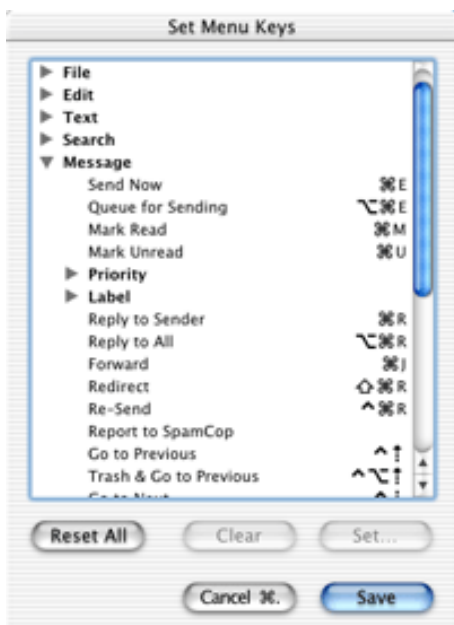 Set Menu Keys
File
Edit
Text
Search
Message
Send Now ⌘E
Queue for Sending ⌥⌘E
Mark Read ⌘M
Mark Unread ⌘U
Priority
Label
Reply to Sender ⌘R
Reply to All ⌥⌘R
Forward ⌘J
Redirect ⇧⌘R
Re-Send ⌃⌘R
Report to SpamCop
Go to Previous ⌃⇡
Trash & Go to Previous ⌃⌥⇡
Reset All Clear Set...
Cancel ⌘. Save